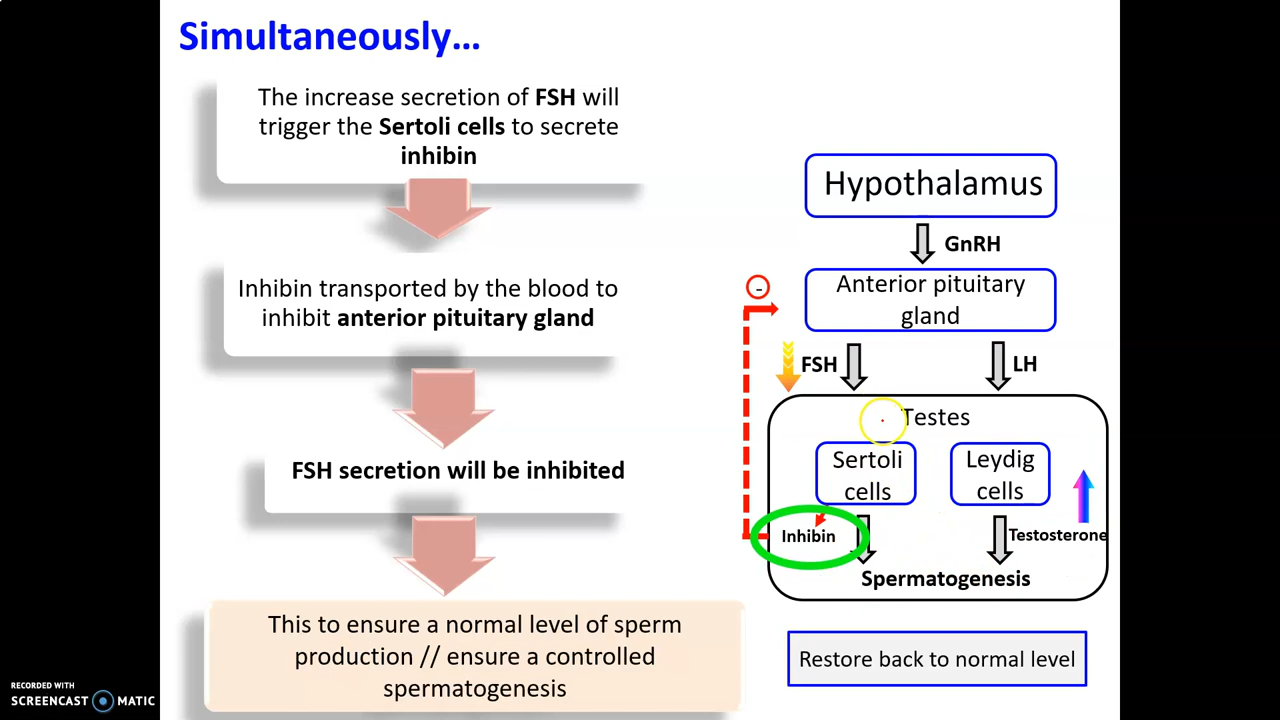 Simultaneously...
The increase secretion of FSH will
trigger the Sertoli cells to secrete
inhibin
Inhibin transported by the blood to
inhibit anterior pituitary gland
FSH secretion will be inhibited
This to ensure a normal level of sperm
production // ensure a controlled
spermatogenesis
Hypothalamus
GnRH
-
Anterior pituitary
gland
FSH
LH
Testes
Sertoli
cells
Leydig
cells
Inhibin
Testosterone
Spermatogenesis
Restore back to normal level
RECORDED WITH
SCREENCAST MATIC